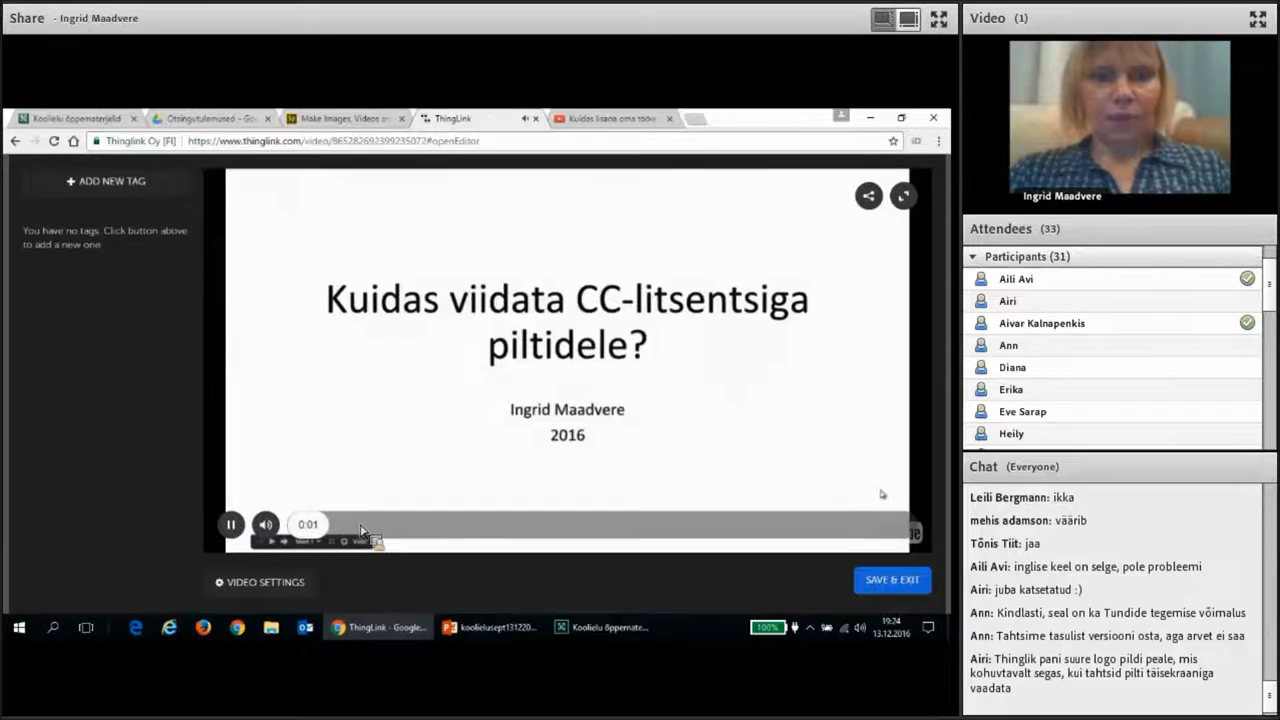 Share - Ingrid Maadvere
Koolielu õppematerjalid
Otsingutulemused - Go
Make Images, Videos a
ThingLink
Kuidas lisada oma töö
Thinglink Oy [FI] https://www.thinglink.com/video/865282692399235072#openEditor
+ ADD NEW TAG
You have no tags. Click button above
to add a new one
Kuidas viidata CC-litsentsiga
piltidele?
Ingrid Maadvere
2016
0:01
VIDEO SETTINGS
SAVE & EXIT
ThingLink - Google...
koolielusept131220...
Koolielu õppemate...
100%
19:24
13.12.2016
Video (1)
Ingrid Maadvere
Attendees (33)
Participants (31)
Aili Avi
Airi
Aivar Kalnapenkis
Ann
Diana
Erika
Eve Sarap
Heily
Chat (Everyone)
Leili Bergmann: ikka
mehis adamson: väärib
Tõnis Tiit: jaa
Aili Avi: inglise keel on selge, pole probleemi
Airi: juba katsetatud :)
Ann: Kindlasti, seal on ka Tundide tegemise võimalus
Ann: Tahtsime tasulist versiooni osta, aga arvet ei saa
Airi: Thinglik pani suure logo pildi peale, mis
kohuvtavalt segas, kui tahtsid pilti täisekraaniga
vaadata